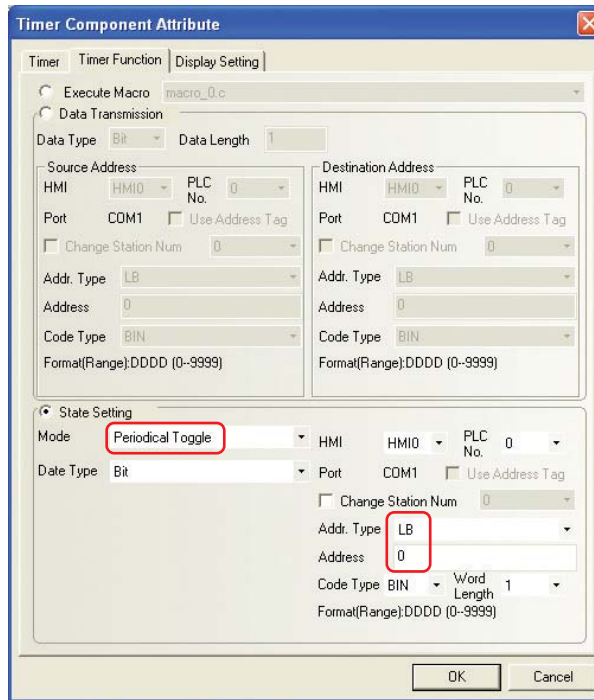 Timer Component Attribute
Timer Timer Function Display Setting
Execute Macro macro_0.c
Data Transmission
Data Type Bit Data Length 1
Source Address
HMI HMI0 PLC No. 0
Port COM1 Use Address Tag
Change Station Num 0
Addr. Type LB
Address 0
Code Type BIN
Format(Range):DDDD (0--9999)
Destination Address
HMI HMI0 PLC No. 0
Port COM1 Use Address Tag
Change Station Num 0
Addr. Type LB
Address 0
Code Type BIN
Format(Range):DDDD (0--9999)
State Setting
Mode Periodical Toggle
Date Type Bit
HMI HMI0 PLC No. 0
Port COM1 Use Address Tag
Change Station Num 0
Addr. Type LB
Address 0
Code Type BIN Word Length 1
Format(Range):DDDD (0--9999)
OK Cancel